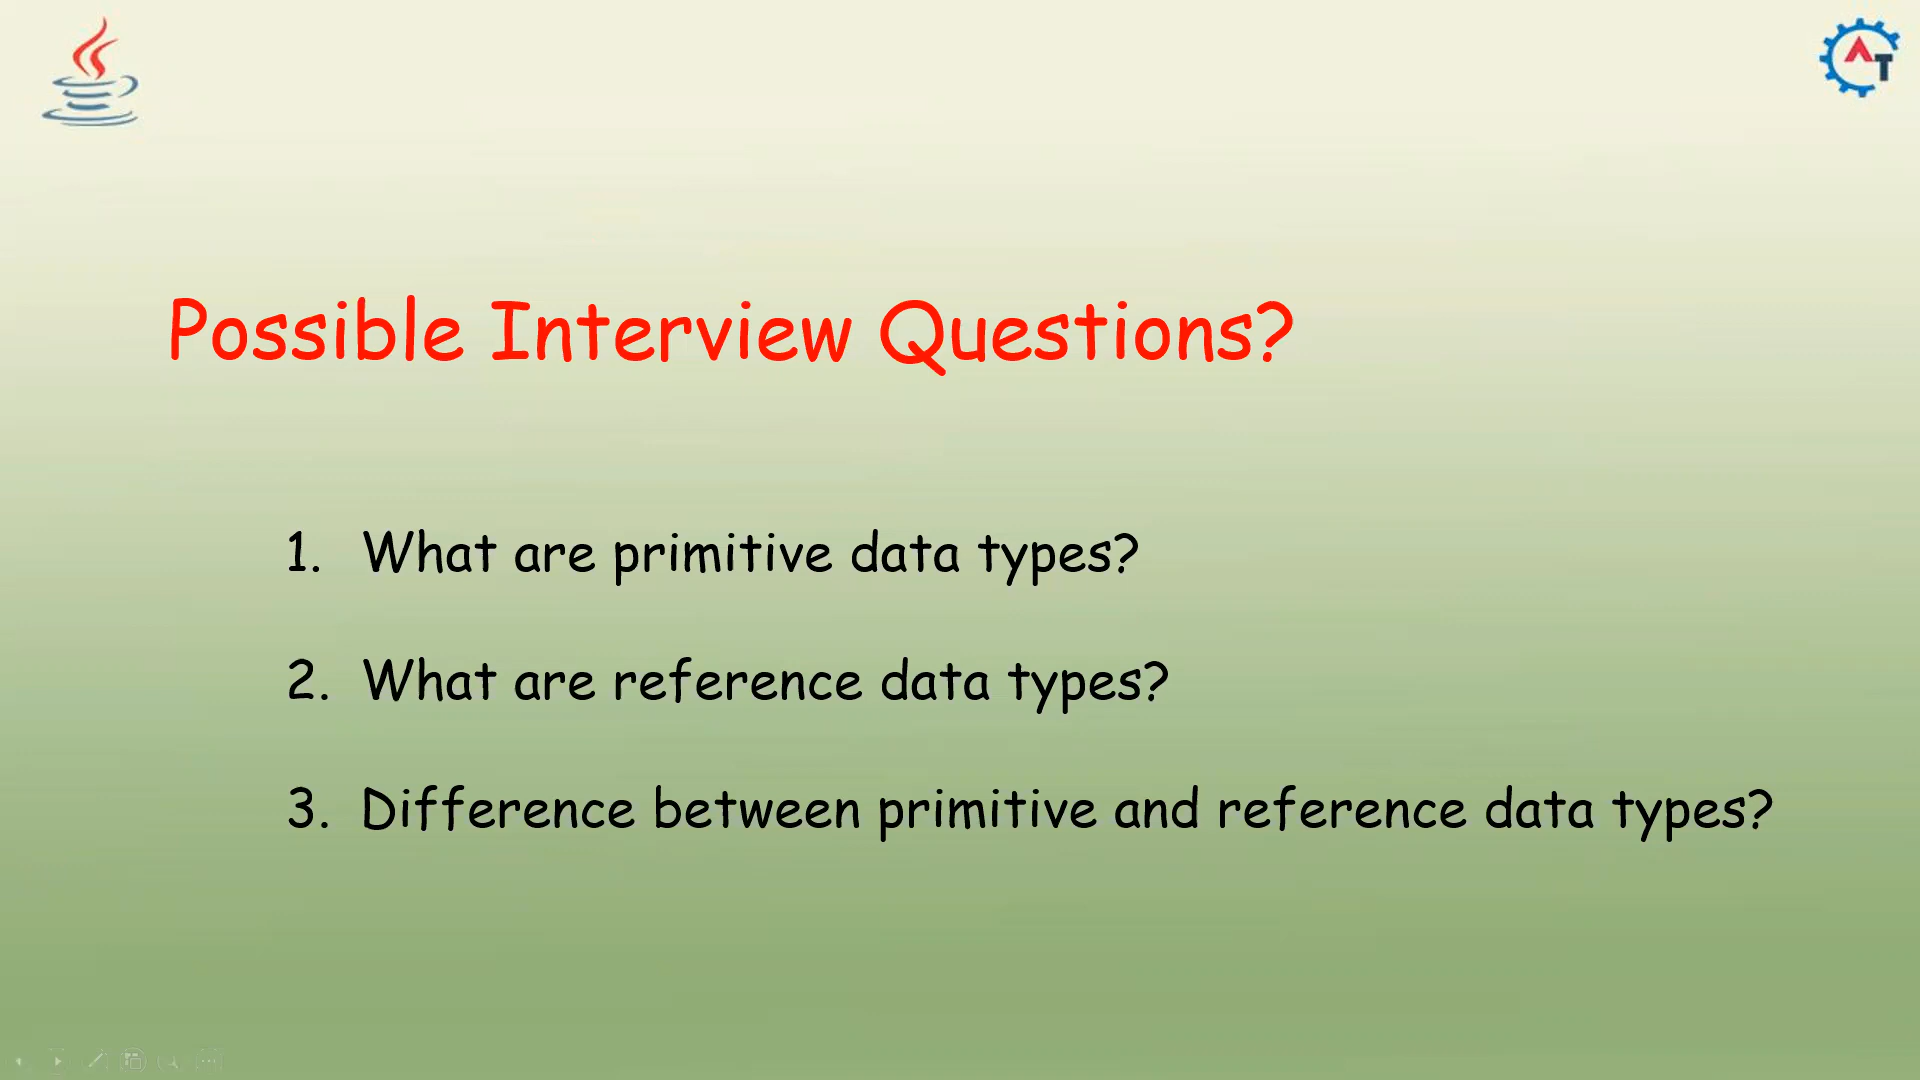 AT
Possible Interview Questions?
1. What are primitive data types?
2. What are reference data types?
3. Difference between primitive and reference data types?